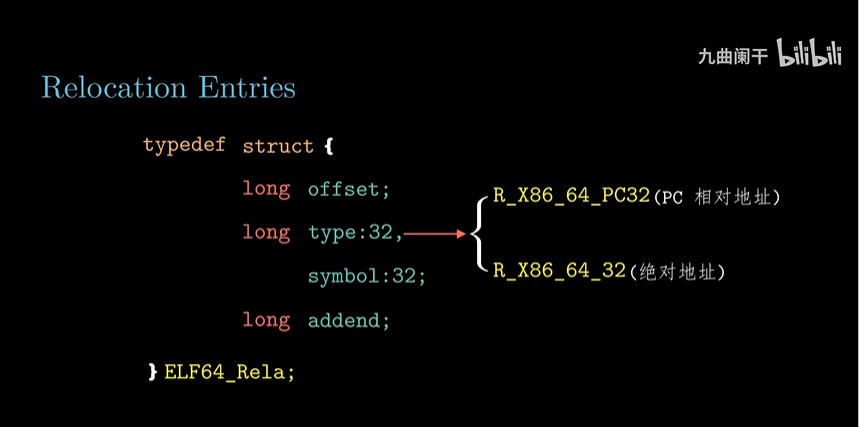 九曲阑干 bilibili
Relocation Entries
typedef struct {
long offset;
long type:32,
symbol:32;
long addend;
} ELF64_Rela;
R_X86_64_PC32(PC 相对地址)
R_X86_64_32(绝对地址)